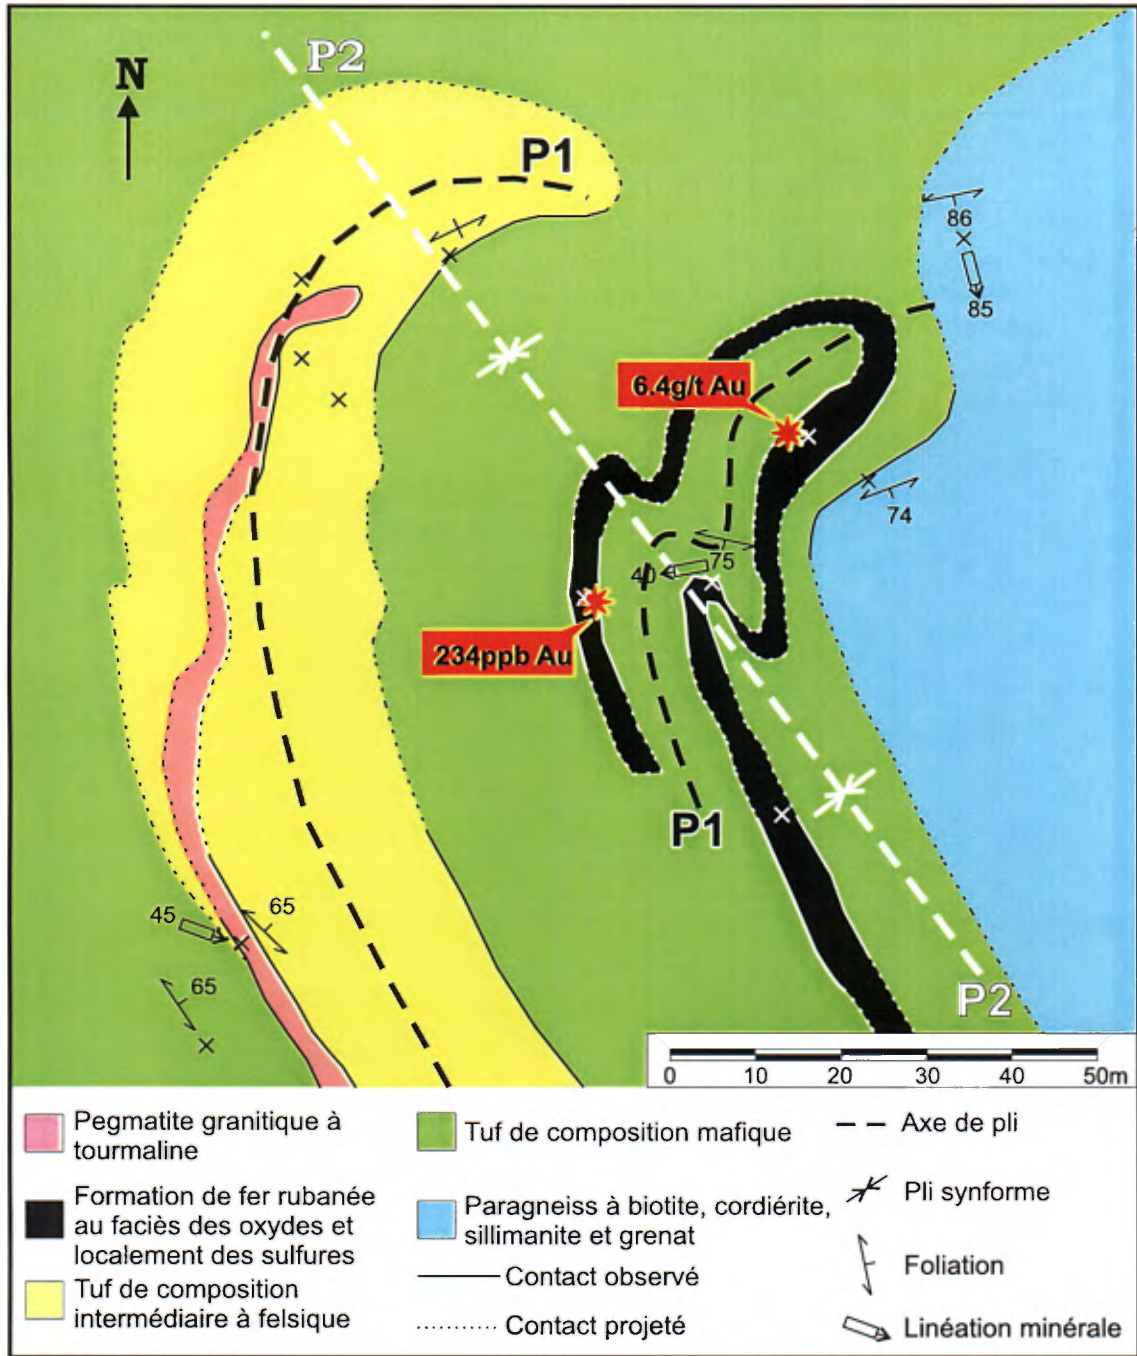 P2
N
P1
86
85
6.4g/t Au
74
75
40
234ppb Au
P1
45
65
65
P2
0 10 20 30 40 50m
Pegmatite granitique à
tourmaline
Formation de fer rubanée
au faciès des oxydes et
localement des sulfures
Tuf de composition
intermédiaire à felsique
Tuf de composition mafique
Paragneiss à biotite, cordiérite,
sillimanite et grenat
Contact observé
Contact projeté
Axe de pli
Pli synforme
Foliation
Linéation minérale